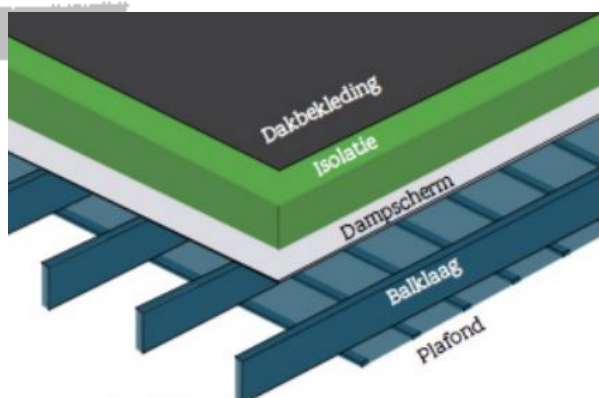 Dakbekleding
Isolatie
Dampscherm
Balklaag
Plafond